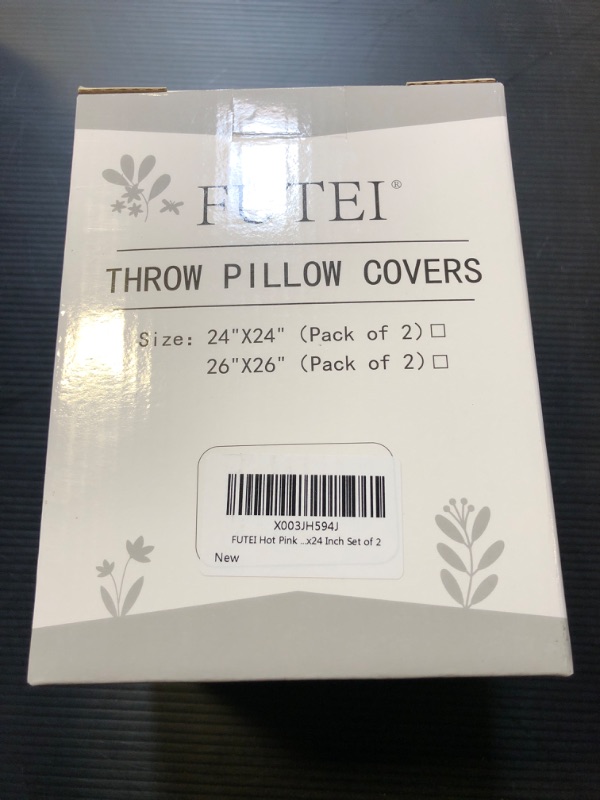 FUTEI®
THROW PILLOW COVERS
Size: 24"X24" (Pack of 2) □
26"X26" (Pack of 2) □
X003JH594J
FUTEI Hot Pink ...x24 Inch Set of 2
New